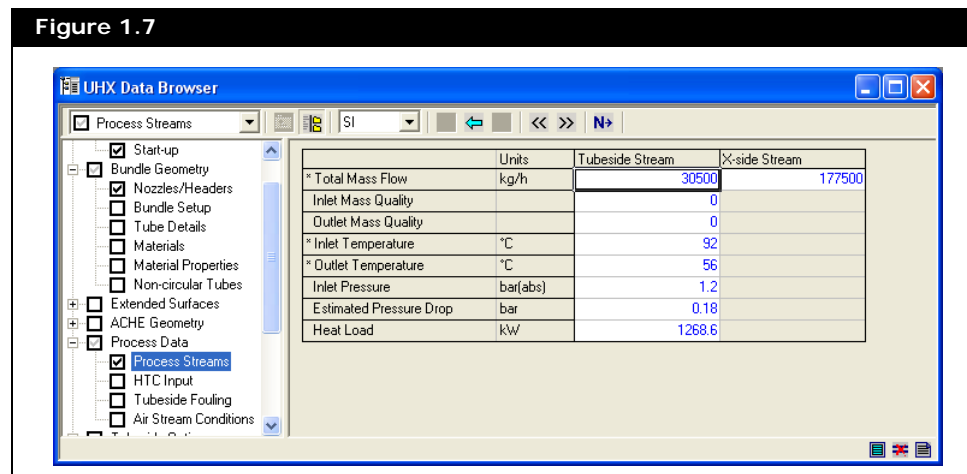 Figure 1.7
UHX Data Browser
Process Streams SI N
Start-up
Bundle Geometry
Nozzles/Headers
Bundle Setup
Tube Details
Materials
Material Properties
Non-circular Tubes
Extended Surfaces
ACHE Geometry
Process Data
Process Streams
HTC Input
Tubeside Fouling
Air Stream Conditions
Units Tubeside Stream X-side Stream
* Total Mass Flow kg/h 30500 177500
Inlet Mass Quality 0
Outlet Mass Quality 0
* Inlet Temperature °C 92
* Outlet Temperature °C 56
Inlet Pressure bar(abs) 1.2
Estimated Pressure Drop bar 0.18
Heat Load kW 1268.6